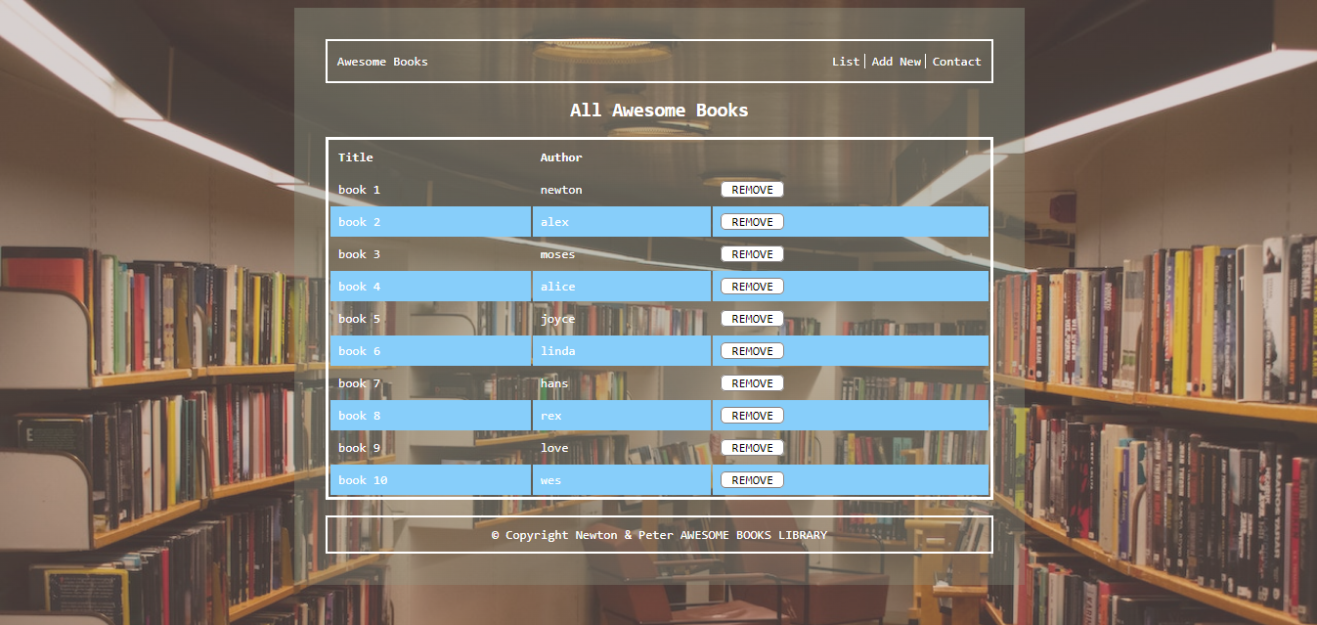 Awesome Books List Add New Contact
All Awesome Books
Title Author
book 1 newton REMOVE
book 2 alex REMOVE
book 3 moses REMOVE
book 4 alice REMOVE
book 5 joyce REMOVE
book 6 linda REMOVE
book 7 hans REMOVE
book 8 rex REMOVE
book 9 love REMOVE
book 10 wes REMOVE
© Copyright Newton & Peter AWESOME BOOKS LIBRARY